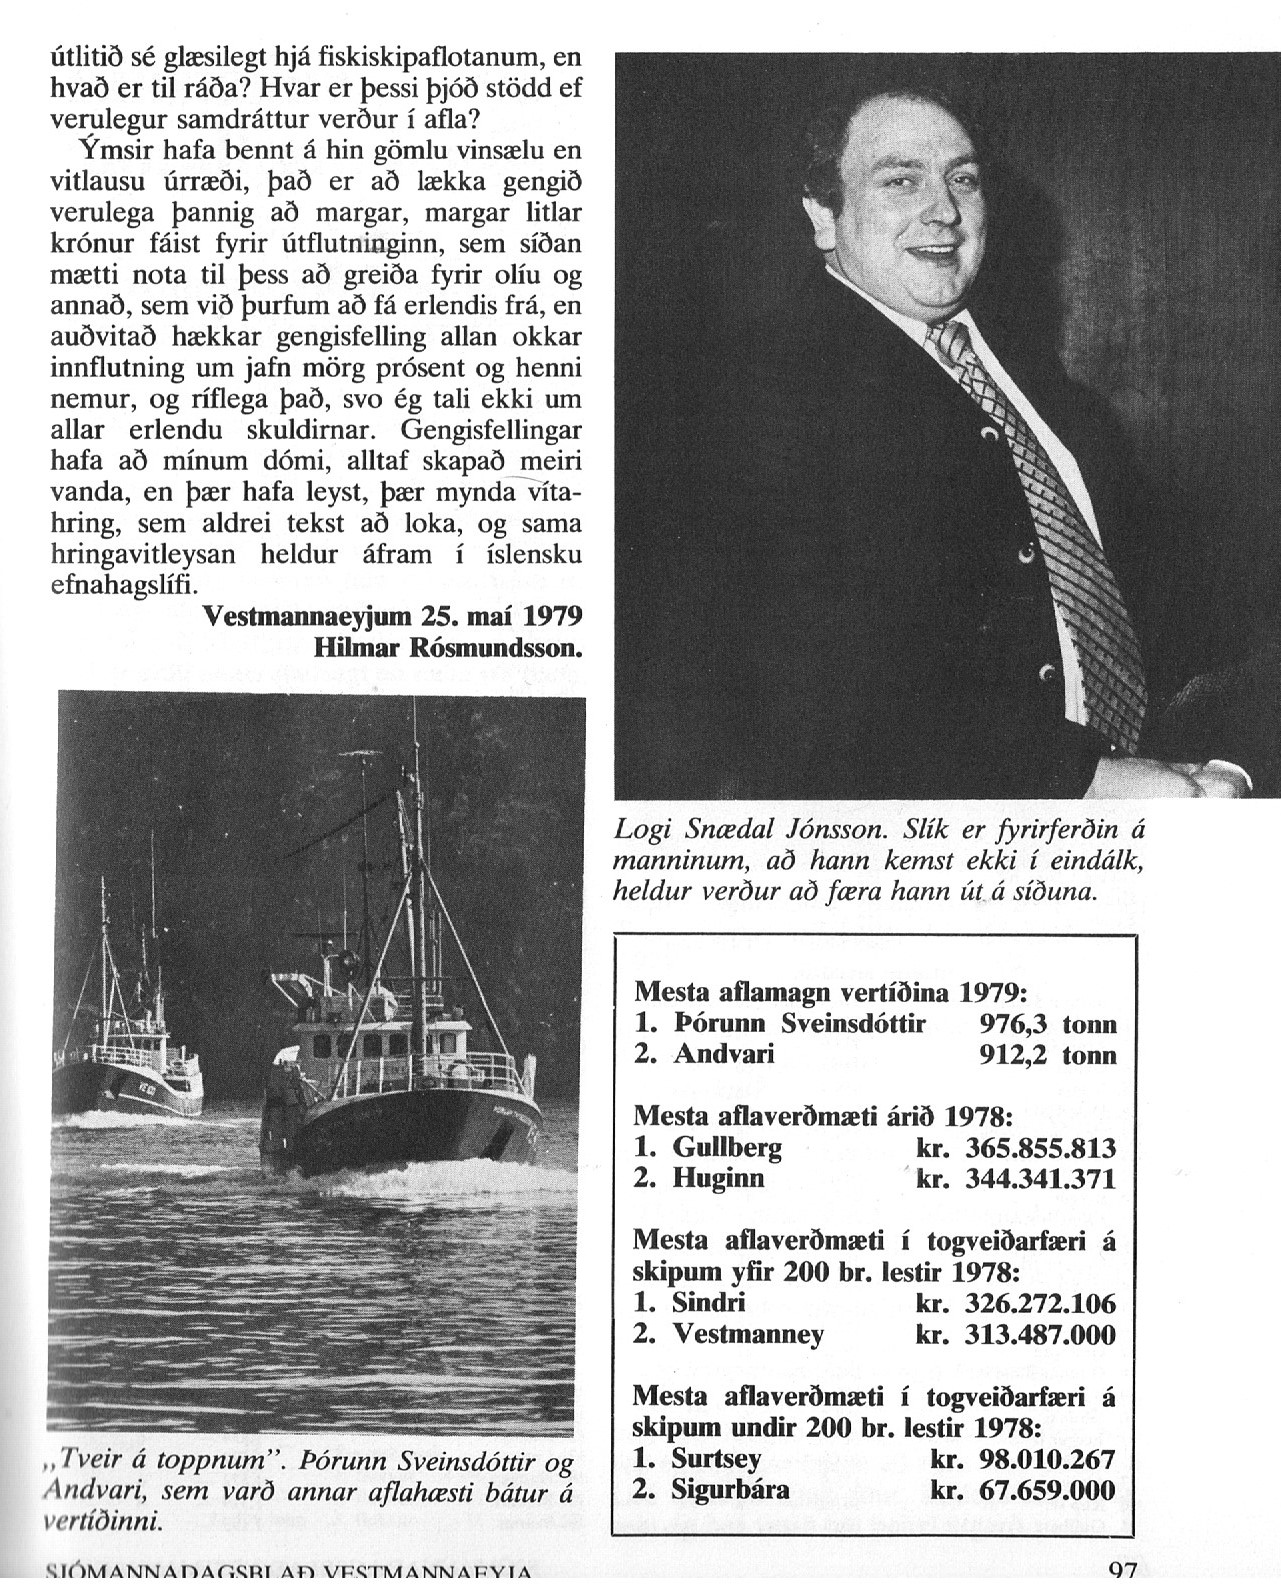 útlitið sé glæsilegt hjá fiskiskipaflotanum, en
hvað er til ráða? Hvar er þessi þjóð stödd ef
verulegur samdráttur verður í afla?
Ýmsir hafa bennt á hin gömlu vinsælu en
vitlausu úrræði, það er að lækka gengið
verulega þannig að margar, margar litlar
krónur fáist fyrir útflutninginn, sem síðan
mætti nota til þess að greiða fyrir olíu og
annað, sem við þurfum að fá erlendis frá, en
auðvitað hækkar gengisfelling allan okkar
innflutning um jafn mörg prósent og henni
nemur, og ríflega það, svo ég tali ekki um
allar erlendu skuldirnar. Gengisfellingar
hafa að mínum dómi, alltaf skapað meiri
vanda, en þær hafa leyst, þær mynda víta-
hring, sem aldrei tekst að loka, og sama
hringavitleysan heldur áfram í íslensku
efnahagslífi.
Vestmannaeyjum 25. maí 1979
Hilmar Rósmundsson.
„Tveir á toppnum”. Þórunn Sveinsdóttir og
Andvari, sem varð annar aflahæsti bátur á
vertíðinni.
Logi Snædal Jónsson. Slík er fyrirferðin á
manninum, að hann kemst ekki í eindálk,
heldur verður að færa hann út á síðuna.
Mesta aflamagn vertíðina 1979:
1. Þórunn Sveinsdóttir 976,3 tonn
2. Andvari 912,2 tonn
Mesta aflaverðmæti árið 1978:
1. Gullberg kr. 365.855.813
2. Huginn kr. 344.341.371
Mesta aflaverðmæti í togveiðarfæri á
skipum yfir 200 br. lestir 1978:
1. Sindri kr. 326.272.106
2. Vestmanney kr. 313.487.000
Mesta aflaverðmæti í togveiðarfæri á
skipum undir 200 br. lestir 1978:
1. Surtsey kr. 98.010.267
2. Sigurbára kr. 67.659.000
SJÓMANNADAGSBLAÐ VESTMANNAEYJA 97